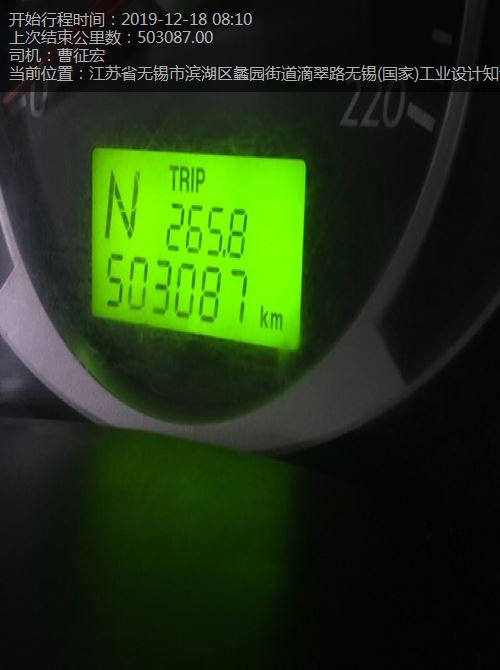 开始行程时间：2019-12-18 08:10
上次结束公里数：503087.00
司机：曹征宏
当前位置：江苏省无锡市滨湖区蠡园街道滴翠路无锡(国家)工业设计知
220
TRIP
N 265.8
503087 km